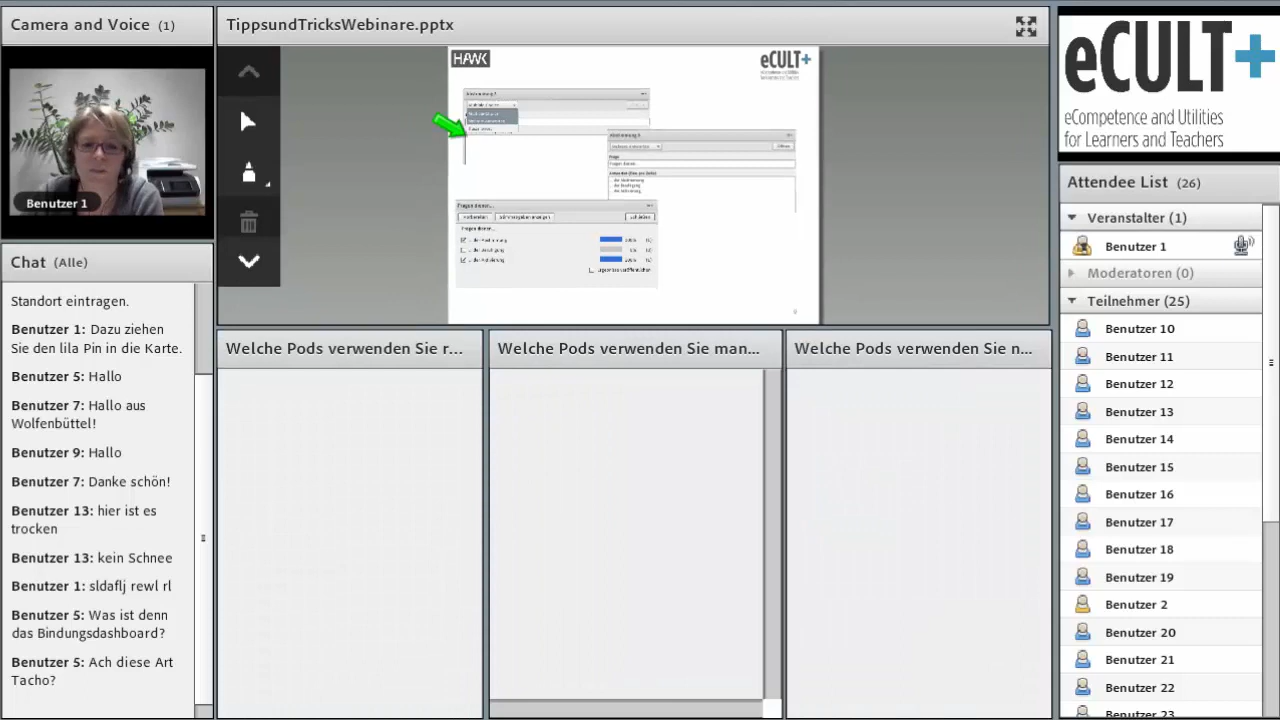 Camera and Voice (1)
Benutzer 1
Chat (Alle)
Standort eintragen.
Benutzer 1: Dazu ziehen
Sie den lila Pin in die Karte.
Benutzer 5: Hallo
Benutzer 7: Hallo aus
Wolfenbüttel!
Benutzer 9: Hallo
Benutzer 7: Danke schön!
Benutzer 13: hier ist es
trocken
Benutzer 13: kein Schnee
Benutzer 1: sldaflj rewl rl
Benutzer 5: Was ist denn
das Bindungsdashboard?
Benutzer 5: Ach diese Art
Tacho?
TippsundTricksWebinare.pptx
HAWK
eCULT+
Fragen dienen...
Welche Pods verwenden Sie r...
Welche Pods verwenden Sie man...
Welche Pods verwenden Sie n...
eCULT+
eCompetence and Utilities
for Learners and Teachers
Attendee List (26)
Veranstalter (1)
Benutzer 1
Moderatoren (0)
Teilnehmer (25)
Benutzer 10
Benutzer 11
Benutzer 12
Benutzer 13
Benutzer 14
Benutzer 15
Benutzer 16
Benutzer 17
Benutzer 18
Benutzer 19
Benutzer 2
Benutzer 20
Benutzer 21
Benutzer 22
Benutzer 23